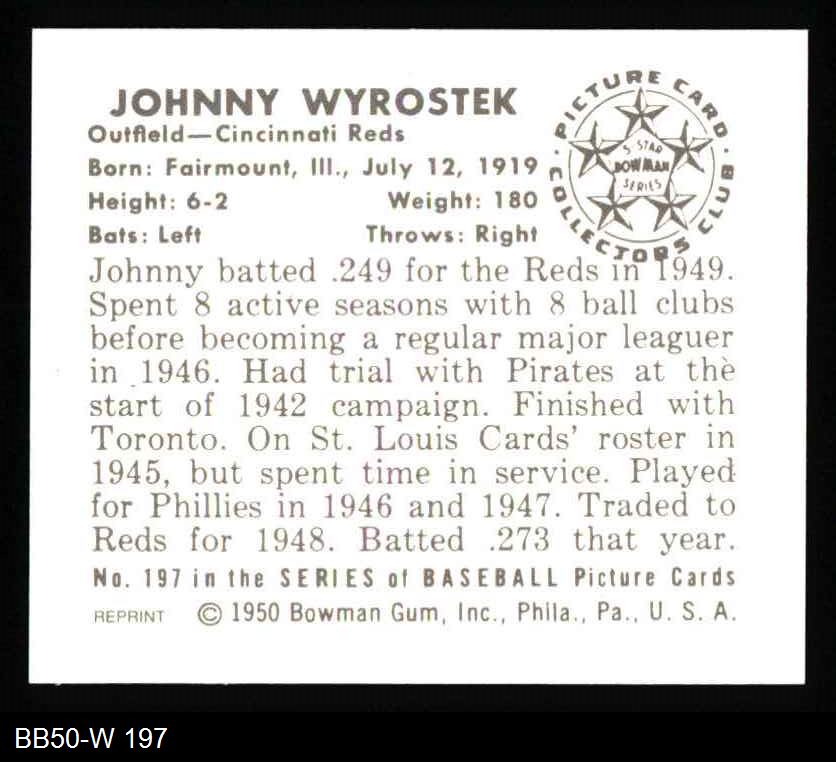 JOHNNY WYROSTEK
Outfield—Cincinnati Reds
Born: Fairmount, Ill., July 12, 1919
Height: 6-2 Weight: 180
Bats: Left Throws: Right
PICTURE CARD
COLLECTORS CLUB
5-STAR
BOWMAN
SERIES
Johnny batted .249 for the Reds in 1949.
Spent 8 active seasons with 8 ball clubs
before becoming a regular major leaguer
in 1946. Had trial with Pirates at the
start of 1942 campaign. Finished with
Toronto. On St. Louis Cards' roster in
1945, but spent time in service. Played
for Phillies in 1946 and 1947. Traded to
Reds for 1948. Batted .273 that year.
No. 197 in the SERIES of BASEBALL Picture Cards
REPRINT © 1950 Bowman Gum, Inc., Phila., Pa., U. S. A.
BB50-W 197